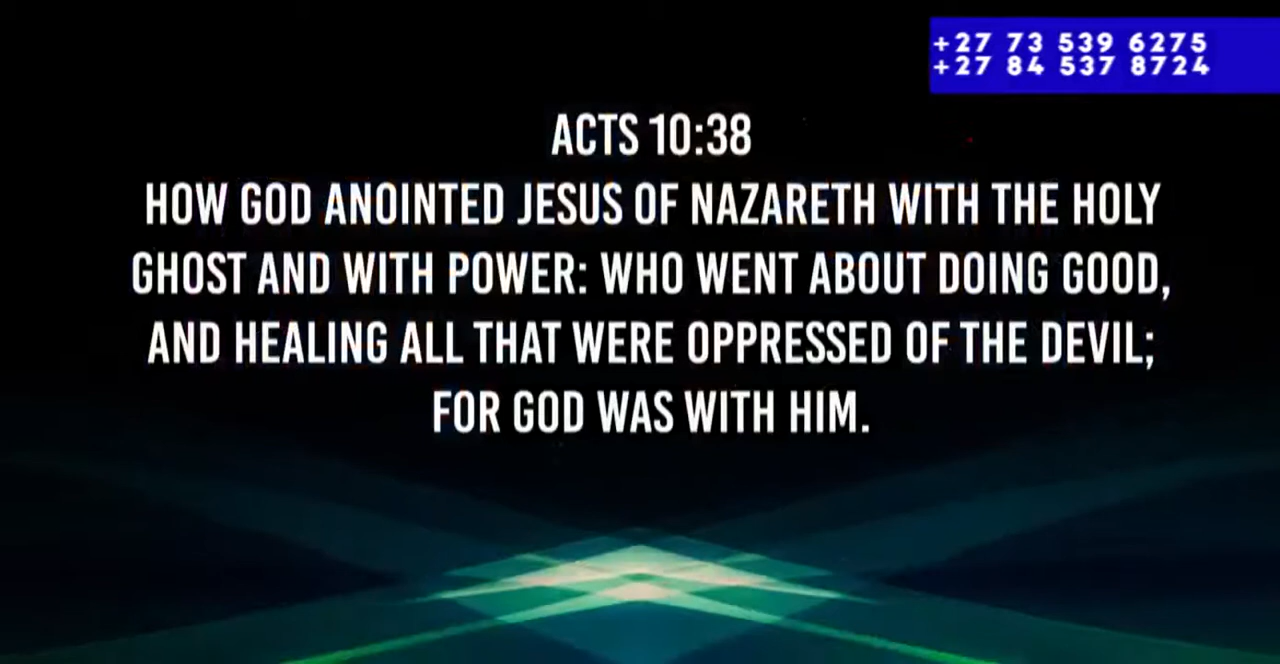 +27 73 539 6275
+27 84 537 8724
ACTS 10:38
HOW GOD ANOINTED JESUS OF NAZARETH WITH THE HOLY
GHOST AND WITH POWER: WHO WENT ABOUT DOING GOOD,
AND HEALING ALL THAT WERE OPPRESSED OF THE DEVIL;
FOR GOD WAS WITH HIM.